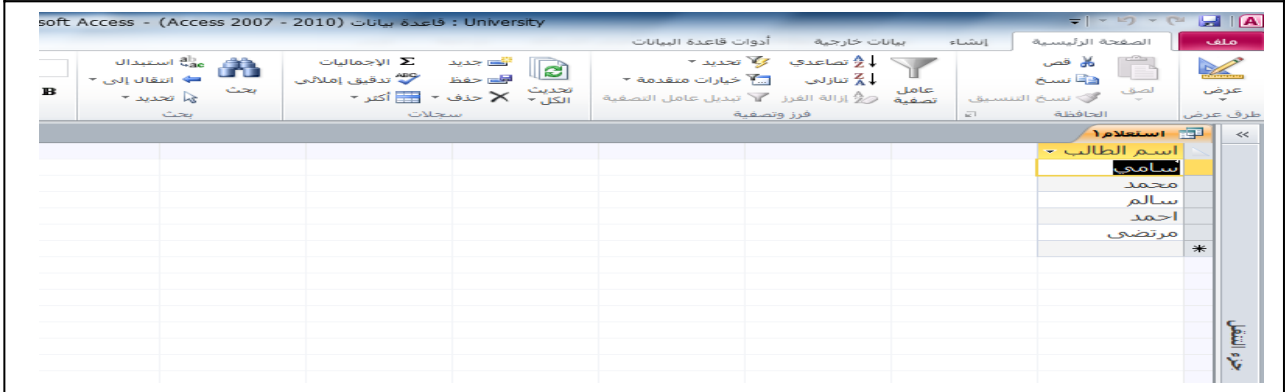 University : قاعدة بيانات (Access 2007 - 2010) - soft Access
ملف الصفحة الرئيسية إنشاء بيانات خارجية أدوات قاعدة البيانات
عرض
طرق عرض
لصق
قص
نسخ
نسخ التنسيق
الحافظة
عامل تصفية
تصاعدي
تنازلي
إزالة الفرز
تحديد
خيارات متقدمة
تبديل عامل التصفية
فرز وتصفية
تحديث الكل
جديد
حفظ
حذف
الإجماليات
تدقيق إملائي
أكثر
سجلات
بحث
استبدال
انتقال إلى
تحديد
بحث
B
استعلام١
اسم الطالب
سامي
محمد
سالم
احمد
مرتضى
جزء التنقل